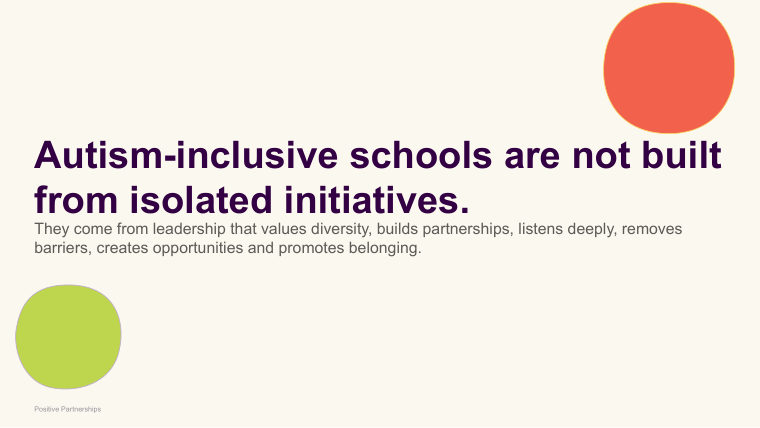 Autism-inclusive schools are not built
from isolated initiatives.
They come from leadership that values diversity, builds partnerships, listens deeply, removes
barriers, creates opportunities and promotes belonging.
Positive Partnerships